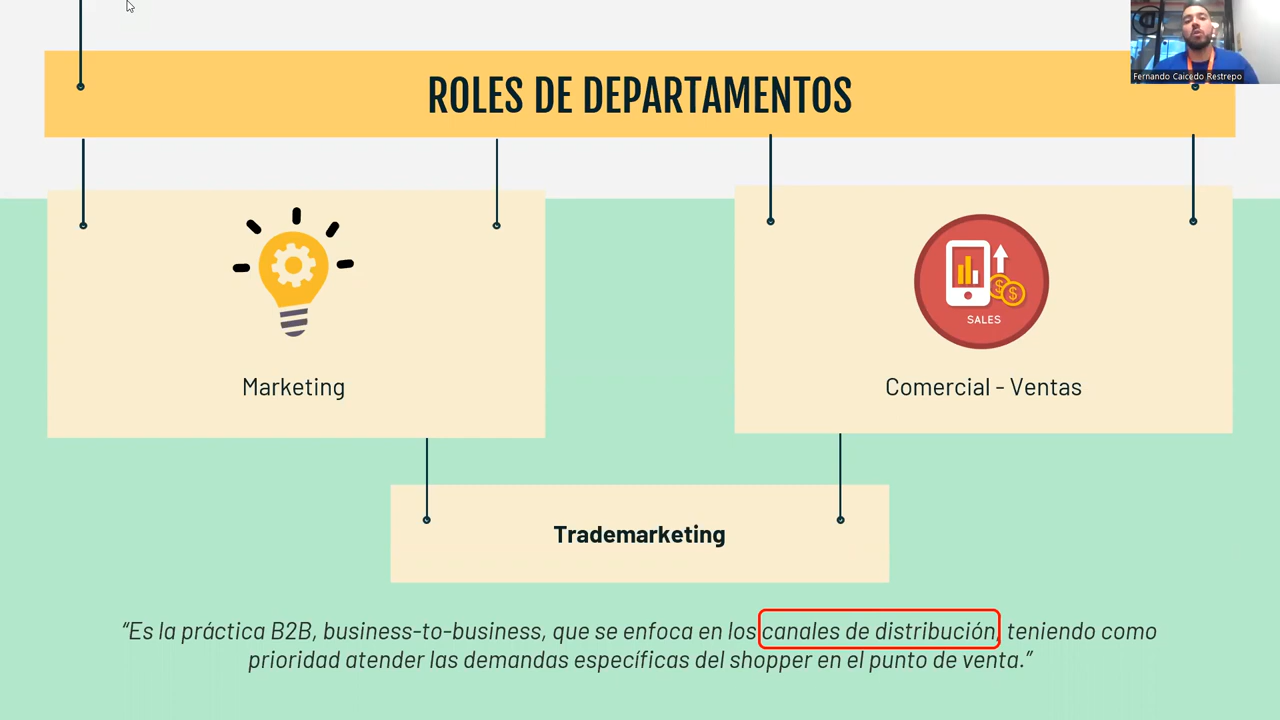 Fernando Caicedo Restrepo
ROLES DE DEPARTAMENTOS
SALES
Marketing
Comercial - Ventas
Trademarketing
“Es la práctica B2B, business-to-business, que se enfoca en los canales de distribución, teniendo como
prioridad atender las demandas específicas del shopper en el punto de venta.”